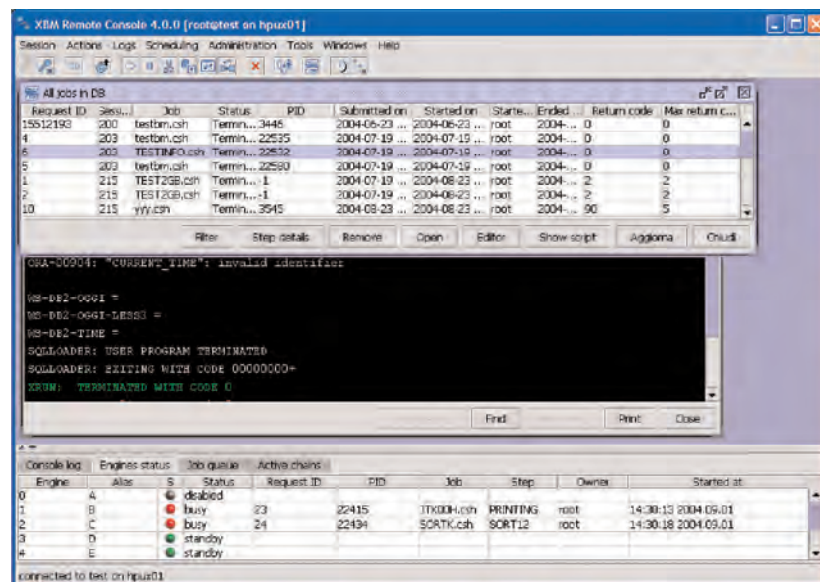 XBM Remote Console 4.0.0 [root@test on hpux01]
Session Actions Logs Scheduling Administration Tools Windows Help
All jobs in DB
Request ID Sess... Job Status PID Submitted on Started on Starte... Ended ... Return code Max return c...
15512193 200 testbm.csh Termin... 3446 2004-06-23 ... 2004-06-23 ... root 2004-... 0 0
4 203 testbm.csh Termin... 22535 2004-07-19 ... 2004-07-19 ... root 2004-... 0 0
6 203 TESTINFO.csh Termin... 22532 2004-07-19 ... 2004-07-19 ... root 2004-... 0 0
5 203 testbm.csh Termin... 22590 2004-07-19 ... 2004-07-19 ... root 2004-... 0 0
1 215 TEST2GB.csh Termin... -1 2004-07-19 ... 2004-08-23 ... root 2004-... 2 2
2 215 TEST2GB.csh Termin... -1 2004-07-19 ... 2004-08-23 ... root 2004-... 2 2
10 215 yyy.csh Termin... 3545 2004-08-23 ... 2004-08-23 ... root 2004-... 90 5
Filter Step details Remove Open Editor Show script Aggiorna Chiudi
ORA-00904: "CURRENT_TIME": invalid identifier
WS-DB2-OGGI =
WS-DB2-OGGI-LESS3 =
WS-DB2-TIME =
SQLLOADER: USER PROGRAM TERMINATED
SQLLOADER: EXITING WITH CODE 00000000+
XRUN: TERMINATED WITH CODE 0
Find Print Close
Console log Engines status Job queue Active chains
Engine Alias S Status Request ID PID Job Step Owner Started at
0 A disabled
1 B busy 23 22415 JTXOOH.csh PRINTING root 14:30:13 2004.09.01
2 C busy 24 22434 SORTK.csh SORT12 root 14:30:18 2004.09.01
3 D standby
4 E standby
connected to test on hpux01